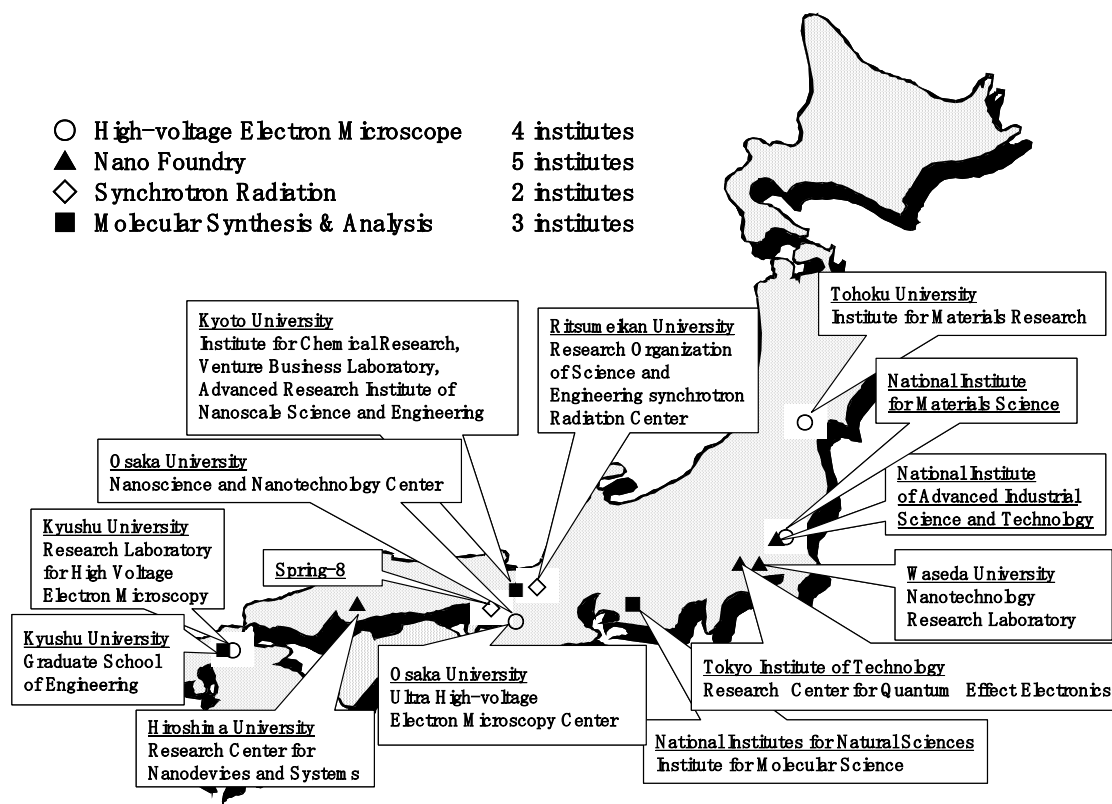 High-voltage Electron Microscope 4 institutes
Nano Foundry 5 institutes
Synchrotron Radiation 2 institutes
Molecular Synthesis & Analysis 3 institutes
Tohoku University
Institute for Materials Research
Kyoto University
Institute for Chemical Research,
Venture Business Laboratory,
Advanced Research Institute of
Nanoscale Science and Engineering
Ritsumeikan University
Research Organization
of Science and
Engineering synchrotron
Radiation Center
National Institute
for Materials Science
Osaka University
Nanoscience and Nanotechnology Center
National Institute
of Advanced Industrial
Science and Technology
Kyushu University
Research Laboratory
for High Voltage
Electron Microscopy
Spring-8
Waseda University
Nanotechnology
Research Laboratory
Kyushu University
Graduate School
of Engineering
Osaka University
Ultra High-voltage
Electron Microscopy Center
Tokyo Institute of Technology
Research Center for Quantum Effect Electronics
Hiroshima University
Research Center for
Nanodevices and Systems
National Institutes for Natural Sciences
Institute for Molecular Science